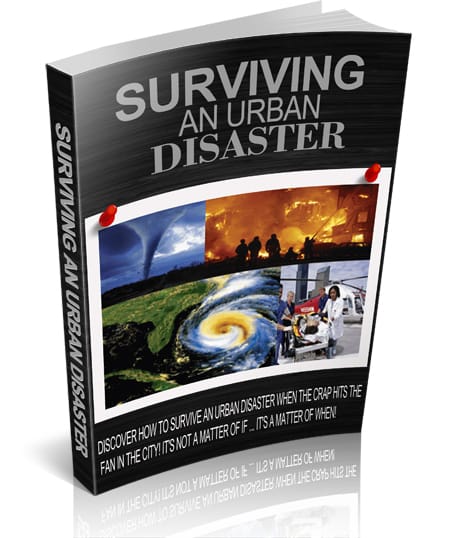 SURVIVING
AN URBAN
DISASTER
SURVIVING AN URBAN DISASTER
DISCOVER HOW TO SURVIVE AN URBAN DISASTER WHEN THE CRAP HITS THE
FAN IN THE CITY! IT'S NOT A MATTER OF IF ... IT'S A MATTER OF WHEN!